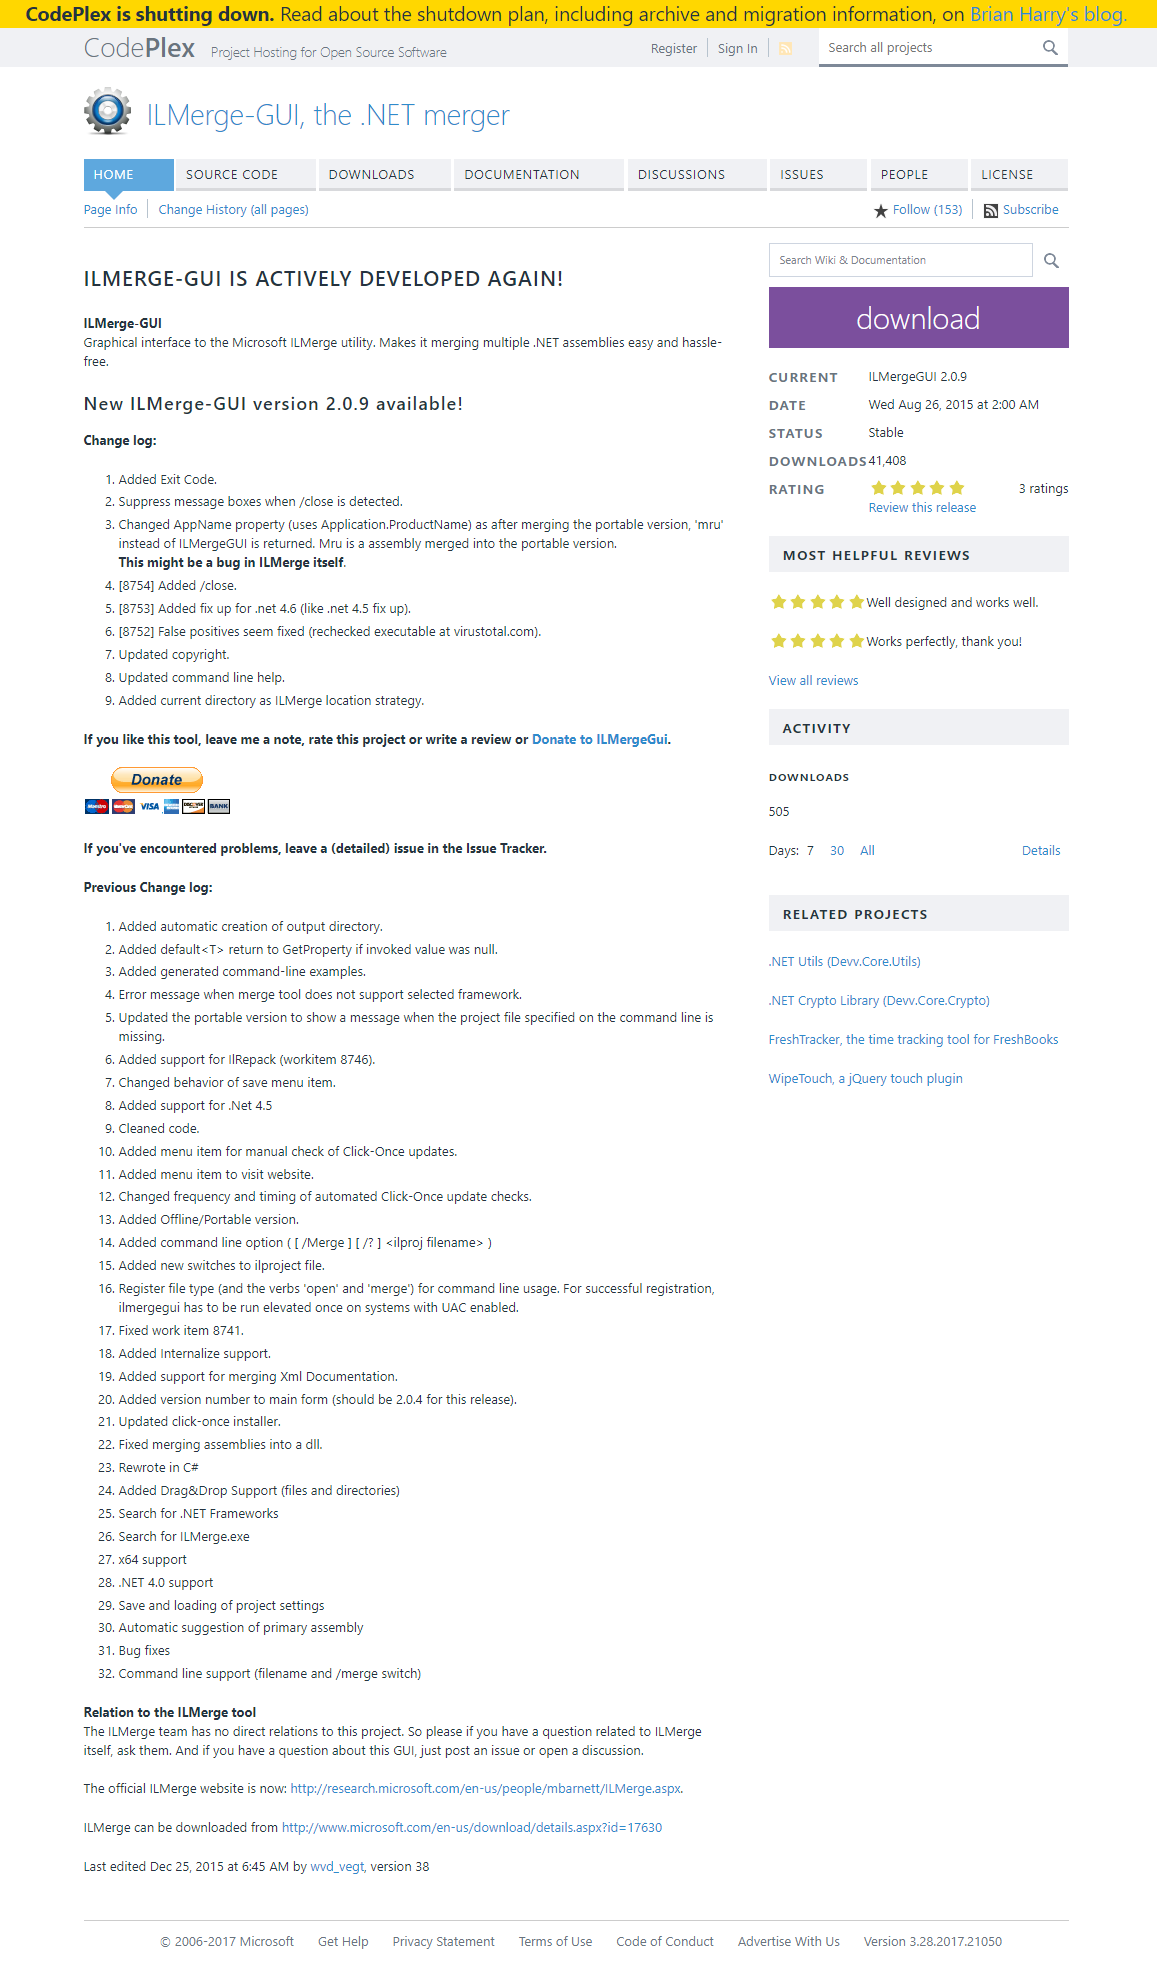 CodePlex is shutting down. Read about the shutdown plan, including archive and migration information, on Brian Harry's blog.
CodePlex Project Hosting for Open Source Software
Register Sign In Search all projects
ILMerge-GUI, the .NET merger
HOME SOURCE CODE DOWNLOADS DOCUMENTATION DISCUSSIONS ISSUES PEOPLE LICENSE
Page Info Change History (all pages) Follow (153) Subscribe
ILMERGE-GUI IS ACTIVELY DEVELOPED AGAIN!
ILMerge-GUI
Graphical interface to the Microsoft ILMerge utility. Makes it merging multiple .NET assemblies easy and hassle-
free.
New ILMerge-GUI version 2.0.9 available!
Change log:
1. Added Exit Code.
2. Suppress message boxes when /close is detected.
3. Changed AppName property (uses Application.ProductName) as after merging the portable version, 'mru'
instead of ILMergeGUI is returned. Mru is a assembly merged into the portable version.
This might be a bug in ILMerge itself.
4. [8754] Added /close.
5. [8753] Added fix up for .net 4.6 (like .net 4.5 fix up).
6. [8752] False positives seem fixed (rechecked executable at virustotal.com).
7. Updated copyright.
8. Updated command line help.
9. Added current directory as ILMerge location strategy.
If you like this tool, leave me a note, rate this project or write a review or Donate to ILMergeGui.
Donate
Maestro MasterCard VISA DISCOVER BANK
If you've encountered problems, leave a (detailed) issue in the Issue Tracker.
Previous Change log:
1. Added automatic creation of output directory.
2. Added default<T> return to GetProperty if invoked value was null.
3. Added generated command-line examples.
4. Error message when merge tool does not support selected framework.
5. Updated the portable version to show a message when the project file specified on the command line is
missing.
6. Added support for IlRepack (workitem 8746).
7. Changed behavior of save menu item.
8. Added support for .Net 4.5
9. Cleaned code.
10. Added menu item for manual check of Click-Once updates.
11. Added menu item to visit website.
12. Changed frequency and timing of automated Click-Once update checks.
13. Added Offline/Portable version.
14. Added command line option ( [ /Merge ] [ /? ] <ilproj filename> )
15. Added new switches to ilproject file.
16. Register file type (and the verbs 'open' and 'merge') for command line usage. For successful registration,
ilmergegui has to be run elevated once on systems with UAC enabled.
17. Fixed work item 8741.
18. Added Internalize support.
19. Added support for merging Xml Documentation.
20. Added version number to main form (should be 2.0.4 for this release).
21. Updated click-once installer.
22. Fixed merging assemblies into a dll.
23. Rewrote in C#
24. Added Drag&Drop Support (files and directories)
25. Search for .NET Frameworks
26. Search for ILMerge.exe
27. x64 support
28. .NET 4.0 support
29. Save and loading of project settings
30. Automatic suggestion of primary assembly
31. Bug fixes
32. Command line support (filename and /merge switch)
Relation to the ILMerge tool
The ILMerge team has no direct relations to this project. So please if you have a question related to ILMerge
itself, ask them. And if you have a question about this GUI, just post an issue or open a discussion.
The official ILMerge website is now: http://research.microsoft.com/en-us/people/mbarnett/ILMerge.aspx.
ILMerge can be downloaded from http://www.microsoft.com/en-us/download/details.aspx?id=17630
Last edited Dec 25, 2015 at 6:45 AM by wvd_vegt, version 38
Search Wiki & Documentation
download
CURRENT ILMergeGUI 2.0.9
DATE Wed Aug 26, 2015 at 2:00 AM
STATUS Stable
DOWNLOADS 41,408
RATING 3 ratings
Review this release
MOST HELPFUL REVIEWS
Well designed and works well.
Works perfectly, thank you!
View all reviews
ACTIVITY
DOWNLOADS
505
Days: 7 30 All Details
RELATED PROJECTS
.NET Utils (Devv.Core.Utils)
.NET Crypto Library (Devv.Core.Crypto)
FreshTracker, the time tracking tool for FreshBooks
WipeTouch, a jQuery touch plugin
© 2006-2017 Microsoft Get Help Privacy Statement Terms of Use Code of Conduct Advertise With Us Version 3.28.2017.21050